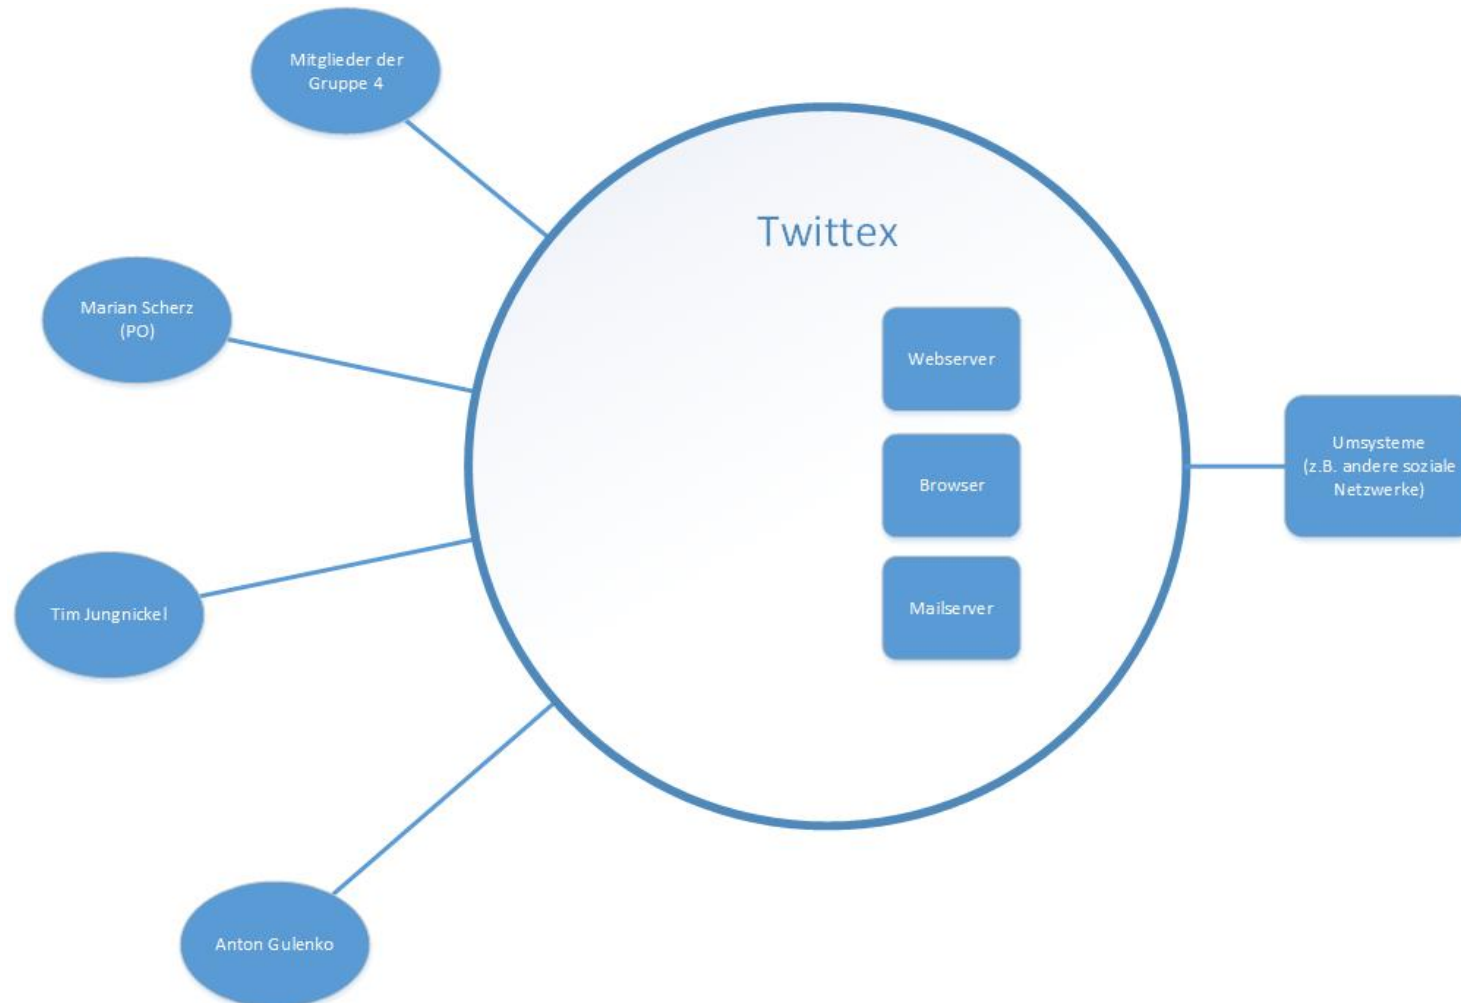 Mitglieder der
Gruppe 4
Twittex
Marian Scherz
(PO)
Webserver
Umsysteme
(z.B. andere soziale
Netzwerke)
Browser
Tim Jungnickel
Mailserver
Anton Gulenko